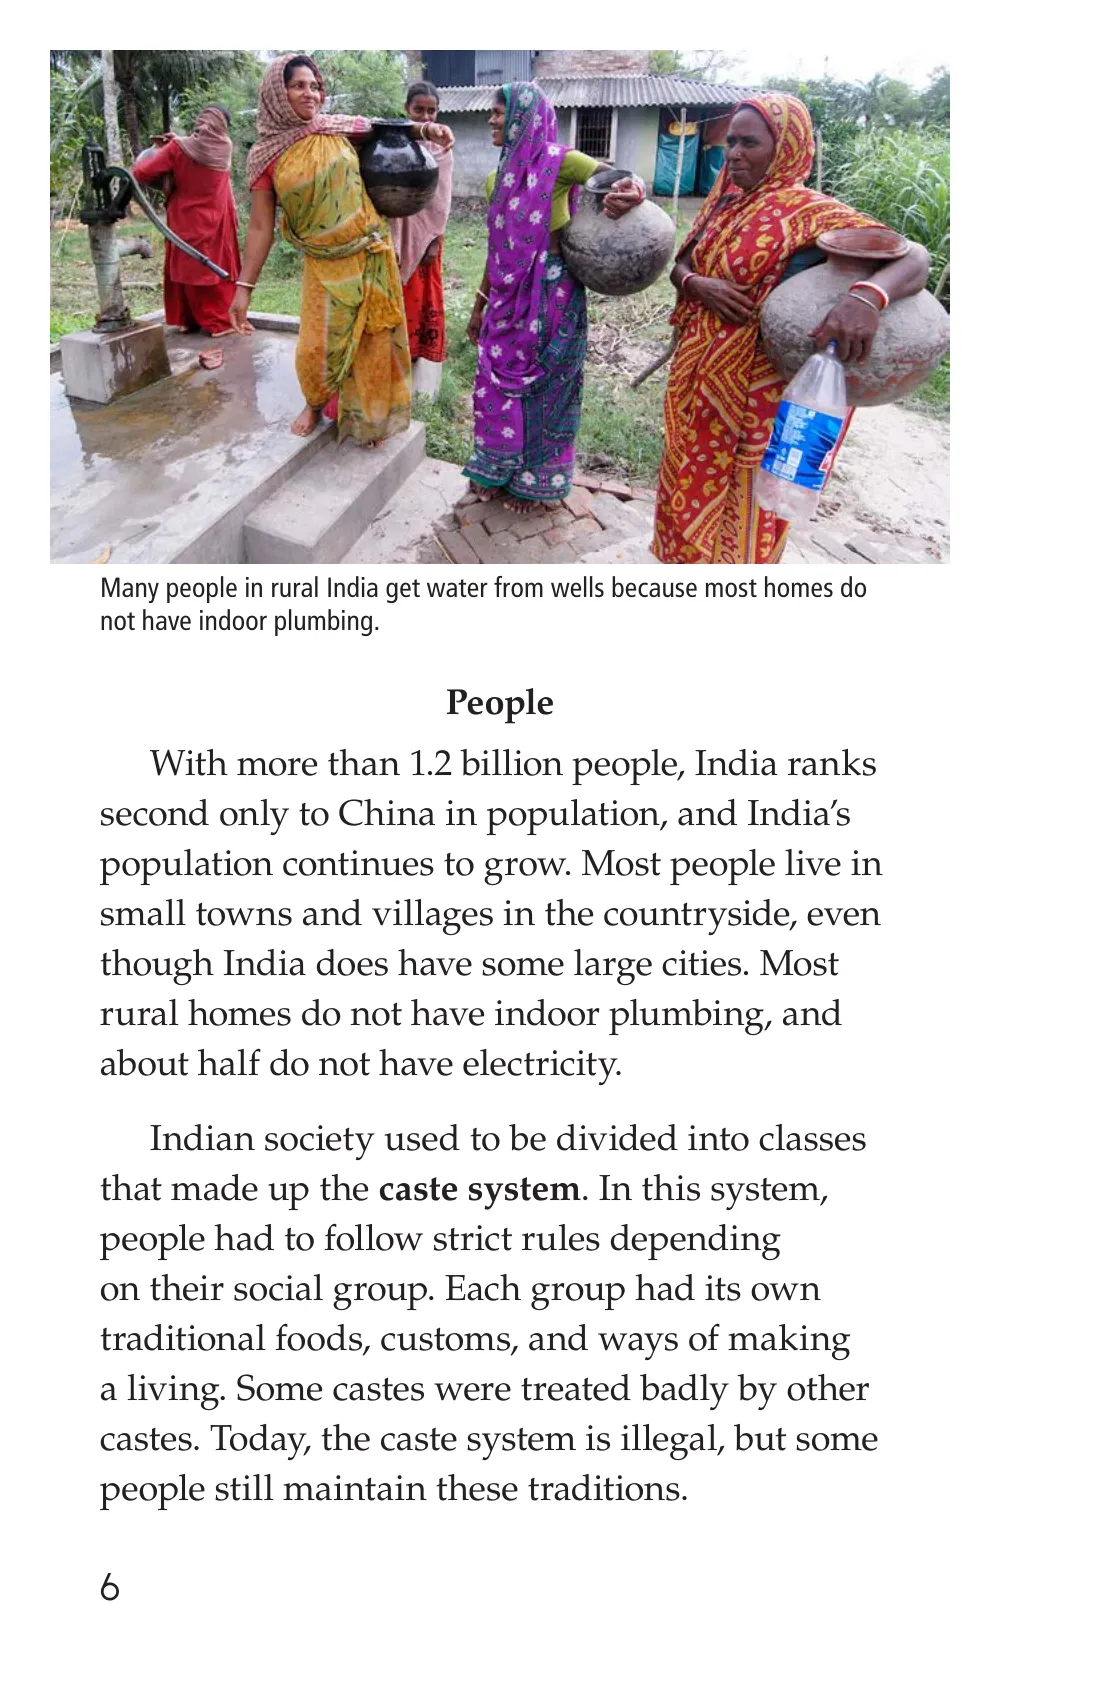 Many people in rural India get water from wells because most homes do
not have indoor plumbing.
People
With more than 1.2 billion people, India ranks
second only to China in population, and India’s
population continues to grow. Most people live in
small towns and villages in the countryside, even
though India does have some large cities. Most
rural homes do not have indoor plumbing, and
about half do not have electricity.
Indian society used to be divided into classes
that made up the caste system. In this system,
people had to follow strict rules depending
on their social group. Each group had its own
traditional foods, customs, and ways of making
a living. Some castes were treated badly by other
castes. Today, the caste system is illegal, but some
people still maintain these traditions.
6